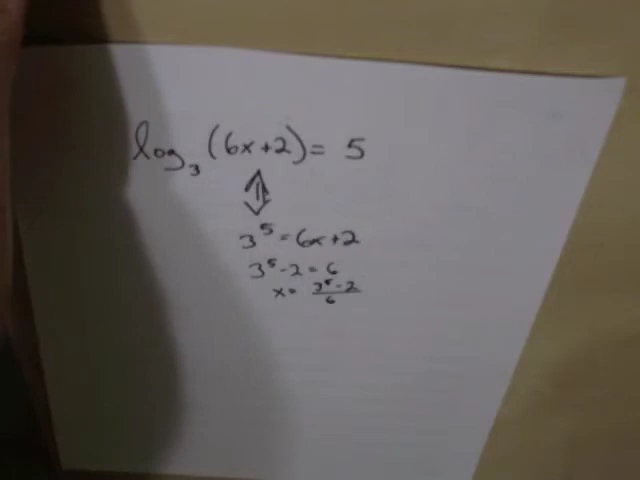 log₃ (6x+2) = 5
3⁵ = 6x+2
3⁵-2 = 6
x = (3⁵-2)/6